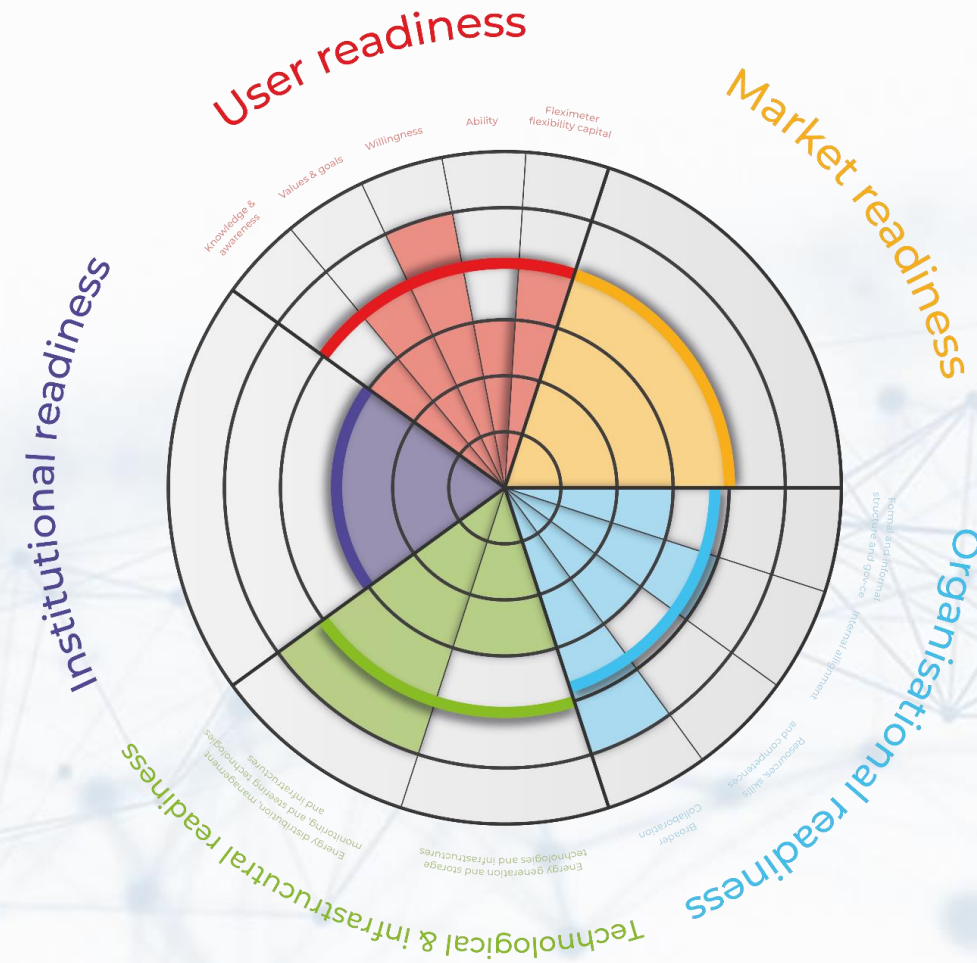 User readiness
Knowledge &
awareness
Values & goals
Willingness
Ability
Fleximeter
flexibility capital
Market readiness
Organisational readiness
Formal and informal
structure and gov-ce
Internal alignment
Resources, skills
and competences
Broader
Collaboration
Technological & infrastrucutral readiness
Energy generation and storage
technologies and infrastructures
Energy distribution, management
monitoring, and steering technologies
and infrastructures
Institutional readiness